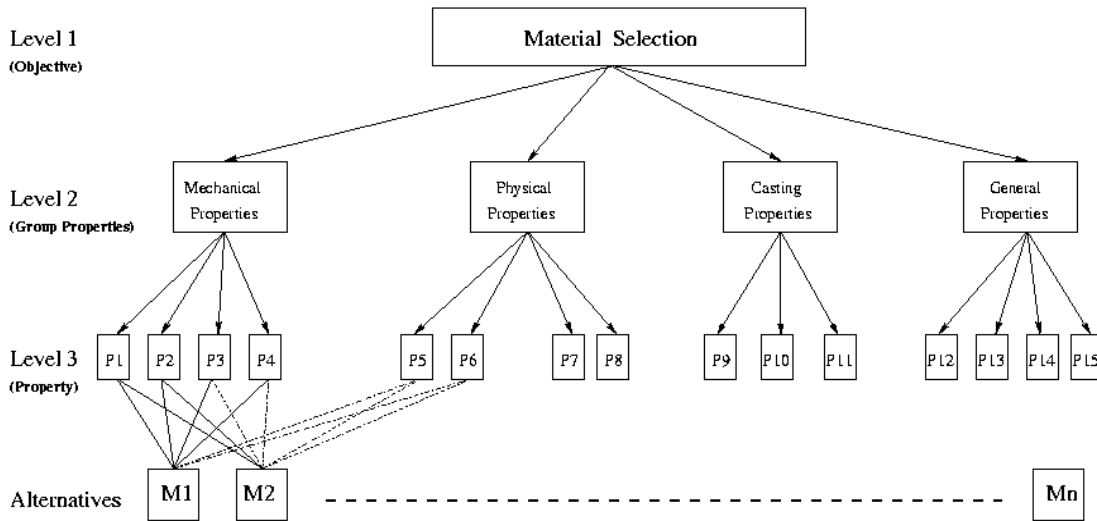 Level 1
(Objective)
Material Selection
Level 2
(Group Properties)
Mechanical
Properties
Physical
Properties
Casting
Properties
General
Properties
Level 3
(Property)
P1 P2 P3 P4 P5 P6 P7 P8 P9 P10 P11 P12 P13 P14 P15
Alternatives M1 M2 Mn